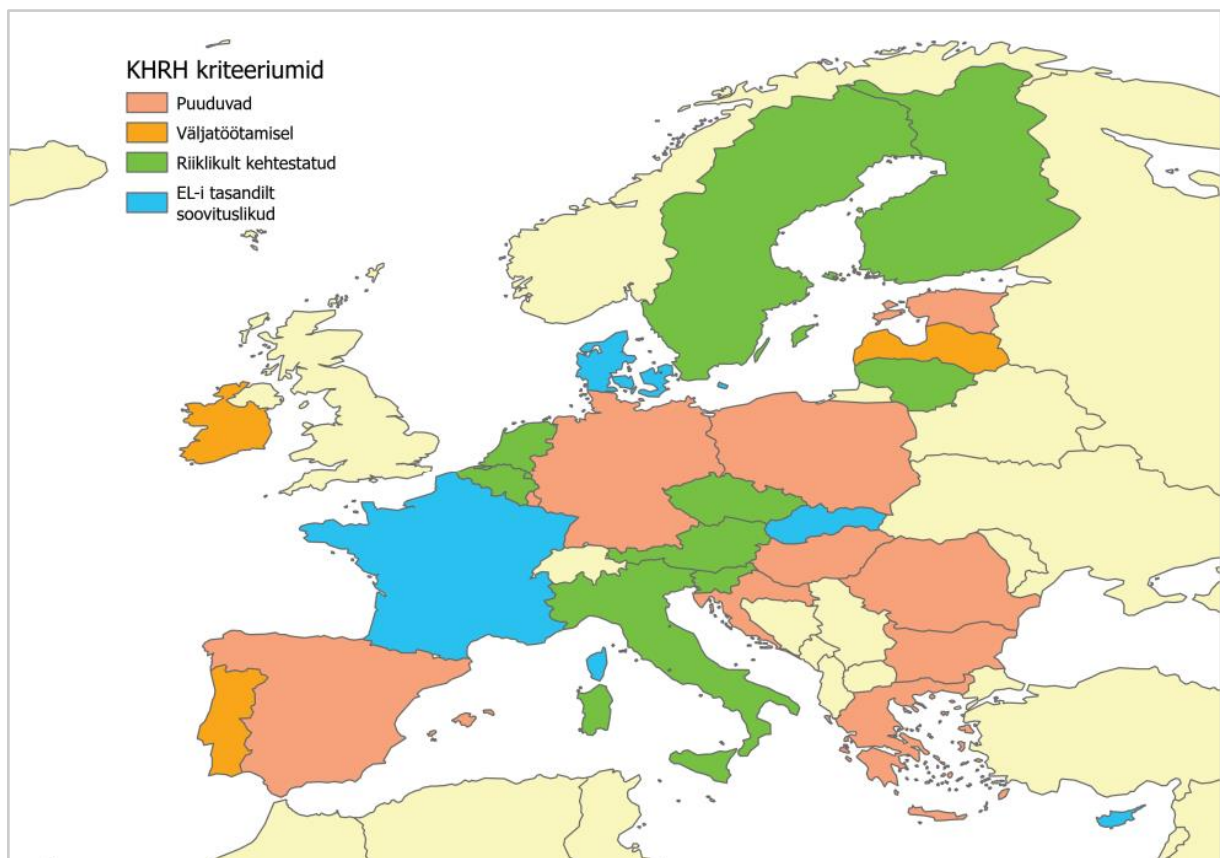 KHRH kriteeriumid
Puuduvad
Väljatöötamisel
Riiklikult kehtestatud
EL-i tasandilt
soovituslikud